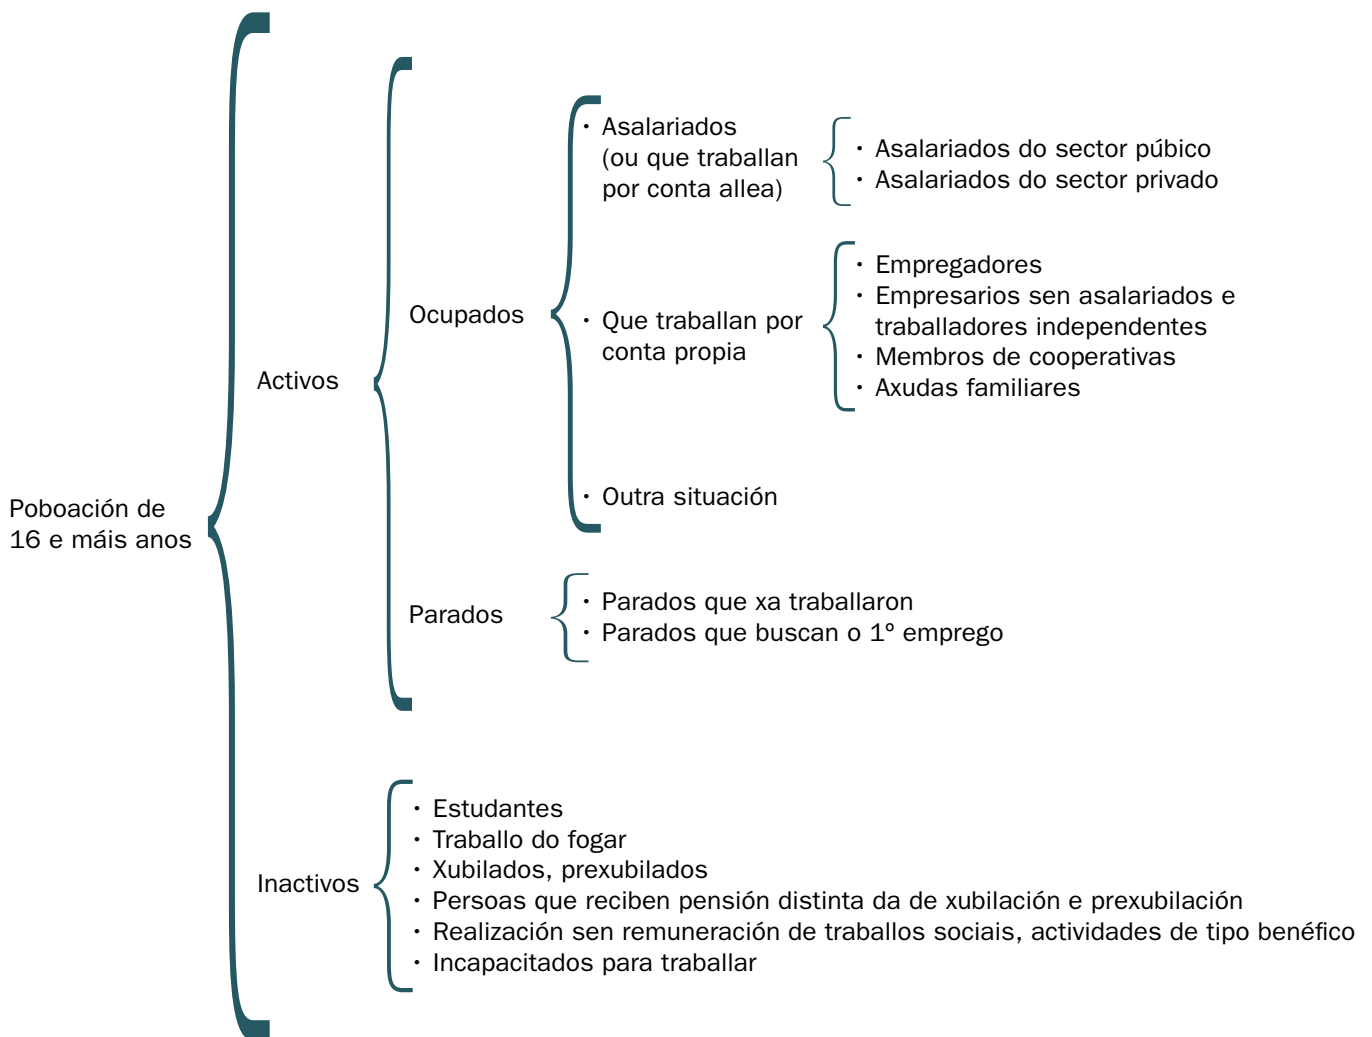 Poboación de
16 e máis anos
Activos
Ocupados
· Asalariados
(ou que traballan
por conta allea)
· Asalariados do sector púbico
· Asalariados do sector privado
· Que traballan por
conta propia
· Empregadores
· Empresarios sen asalariados e
traballadores independentes
· Membros de cooperativas
· Axudas familiares
· Outra situación
Parados
· Parados que xa traballaron
· Parados que buscan o 1º emprego
Inactivos
· Estudantes
· Traballo do fogar
· Xubilados, prexubilados
· Persoas que reciben pensión distinta da de xubilación e prexubilación
· Realización sen remuneración de traballos sociais, actividades de tipo benéfico
· Incapacitados para traballar